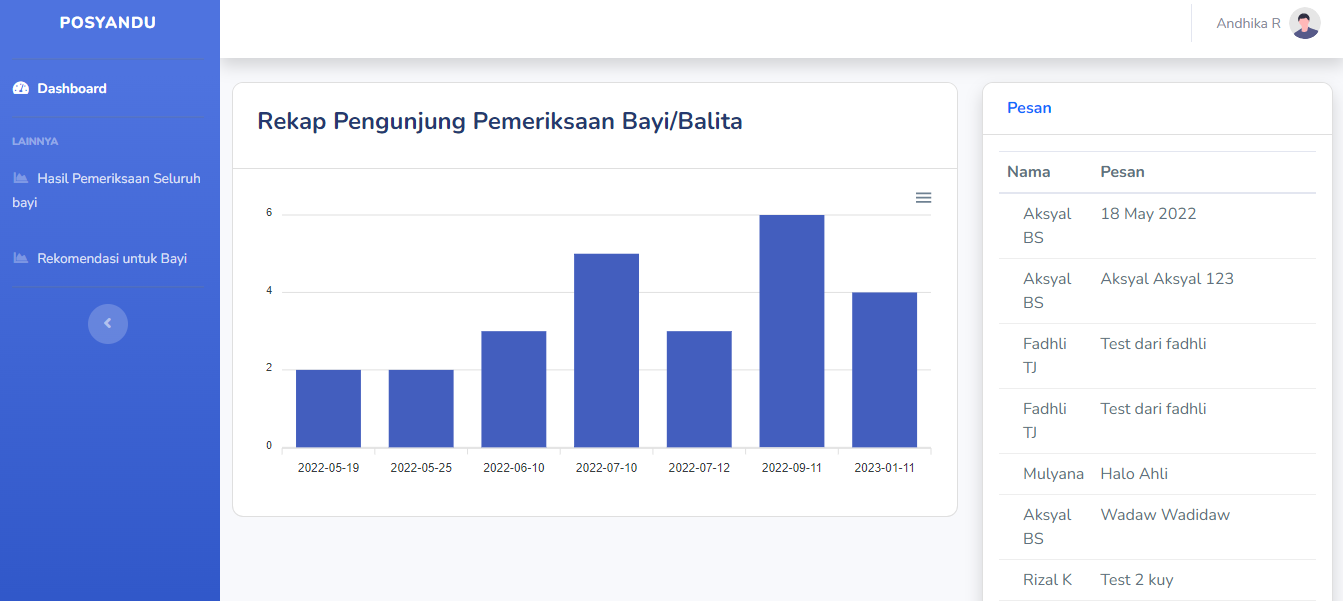 POSYANDU
Andhika R
Dashboard
LAINNYA
Hasil Pemeriksaan Seluruh
bayi
Rekomendasi untuk Bayi
Rekap Pengunjung Pemeriksaan Bayi/Balita
6
4
2
0
2022-05-19 2022-05-25 2022-06-10 2022-07-10 2022-07-12 2022-09-11 2023-01-11
Pesan
Nama Pesan
Aksyal 18 May 2022
BS
Aksyal Aksyal Aksyal 123
BS
Fadhli Test dari fadhli
TJ
Fadhli Test dari fadhli
TJ
Mulyana Halo Ahli
Aksyal Wadaw Wadidaw
BS
Rizal K Test 2 kuy